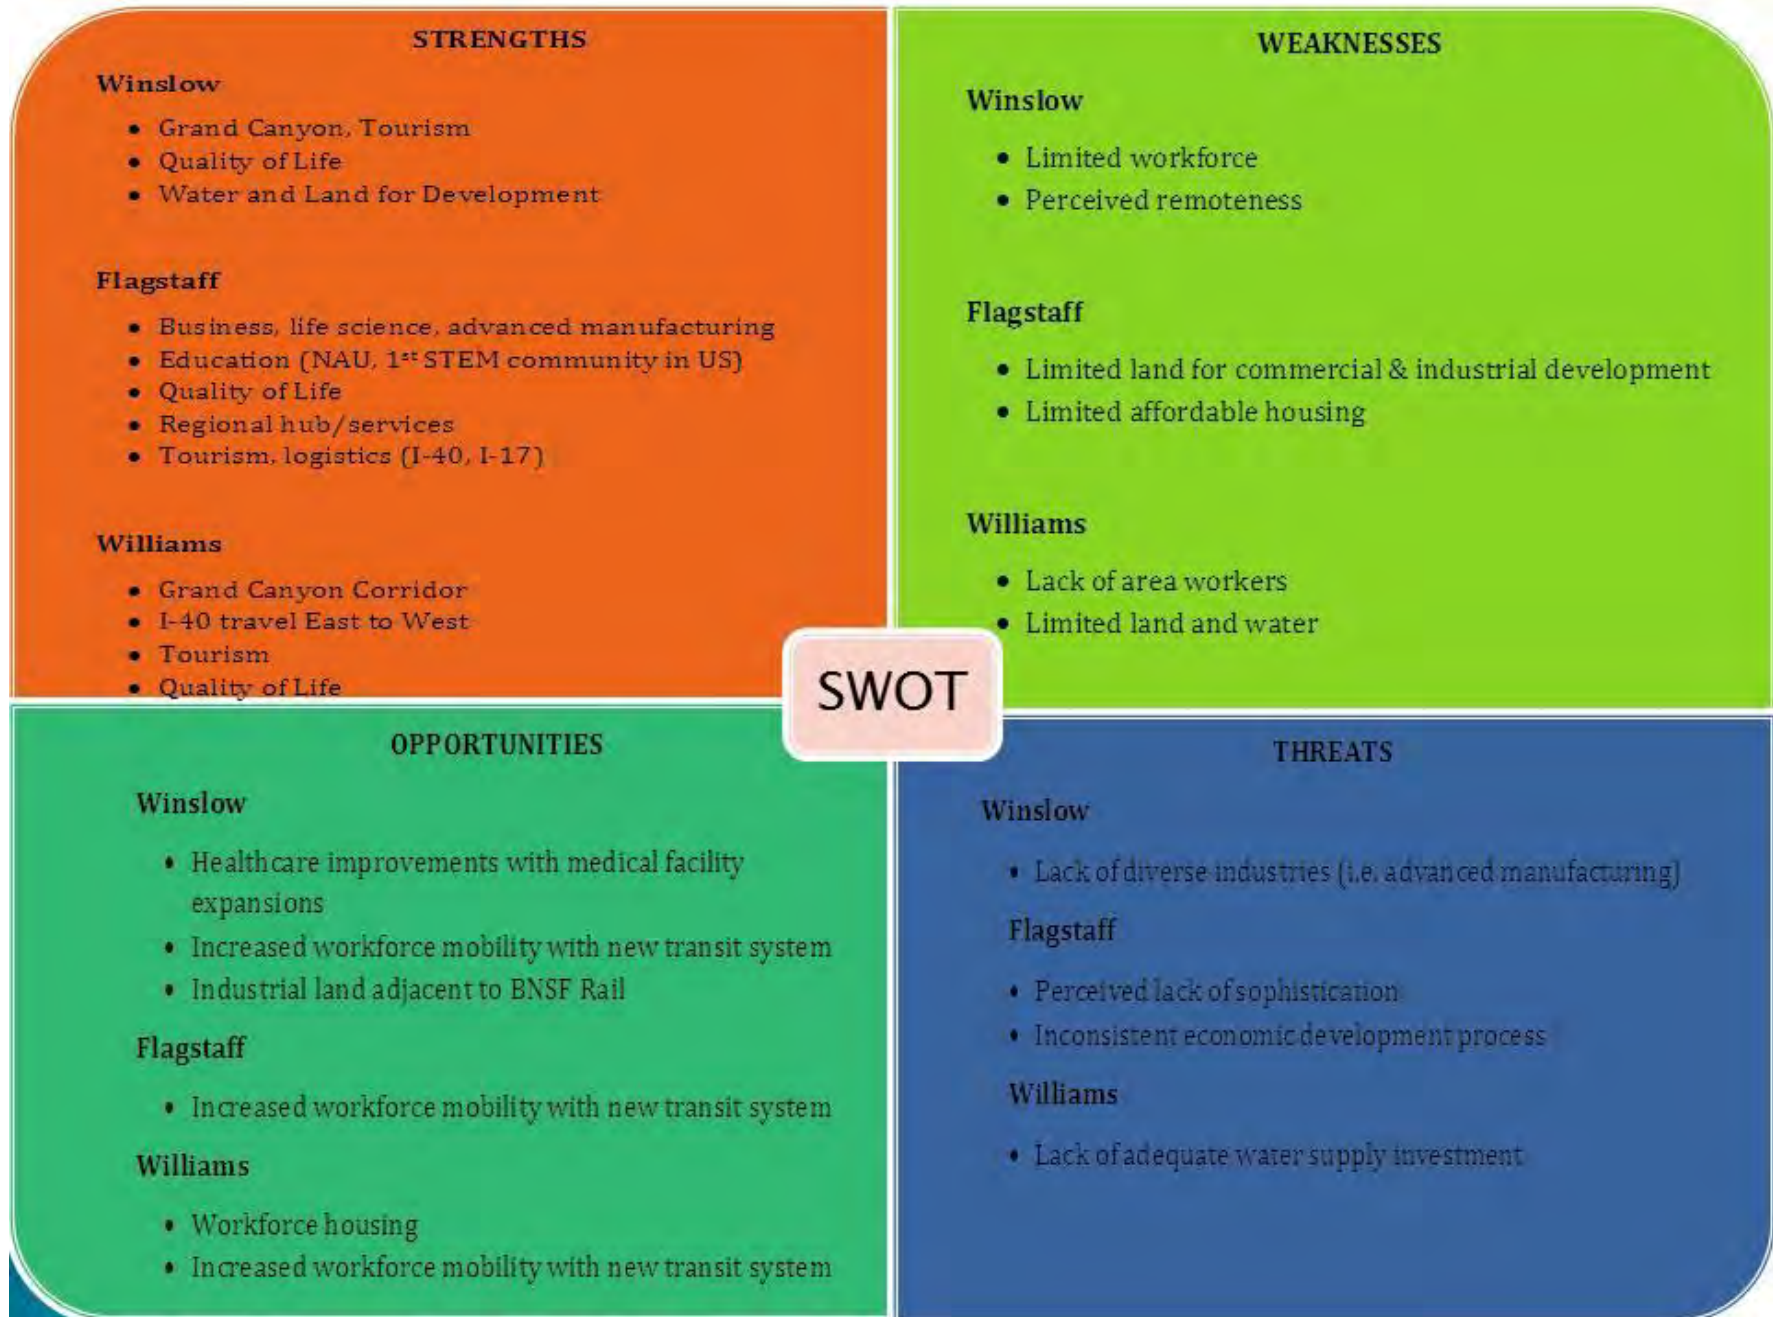 STRENGTHS
Winslow
• Grand Canyon, Tourism
• Quality of Life
• Water and Land for Development
Flagstaff
• Business, life science, advanced manufacturing
• Education (NAU, 1st STEM community in US)
• Quality of Life
• Regional hub/services
• Tourism, logistics (I-40, I-17)
Williams
• Grand Canyon Corridor
• I-40 travel East to West
• Tourism
• Quality of Life
WEAKNESSES
Winslow
• Limited workforce
• Perceived remoteness
Flagstaff
• Limited land for commercial & industrial development
• Limited affordable housing
Williams
• Lack of area workers
• Limited land and water
SWOT
OPPORTUNITIES
Winslow
• Healthcare improvements with medical facility
expansions
• Increased workforce mobility with new transit system
• Industrial land adjacent to BNSF Rail
Flagstaff
• Increased workforce mobility with new transit system
Williams
• Workforce housing
• Increased workforce mobility with new transit system
THREATS
Winslow
• Lack of diverse industries (i.e. advanced manufacturing)
Flagstaff
• Perceived lack of sophistication
• Inconsistent economic development process
Williams
• Lack of adequate water supply investment